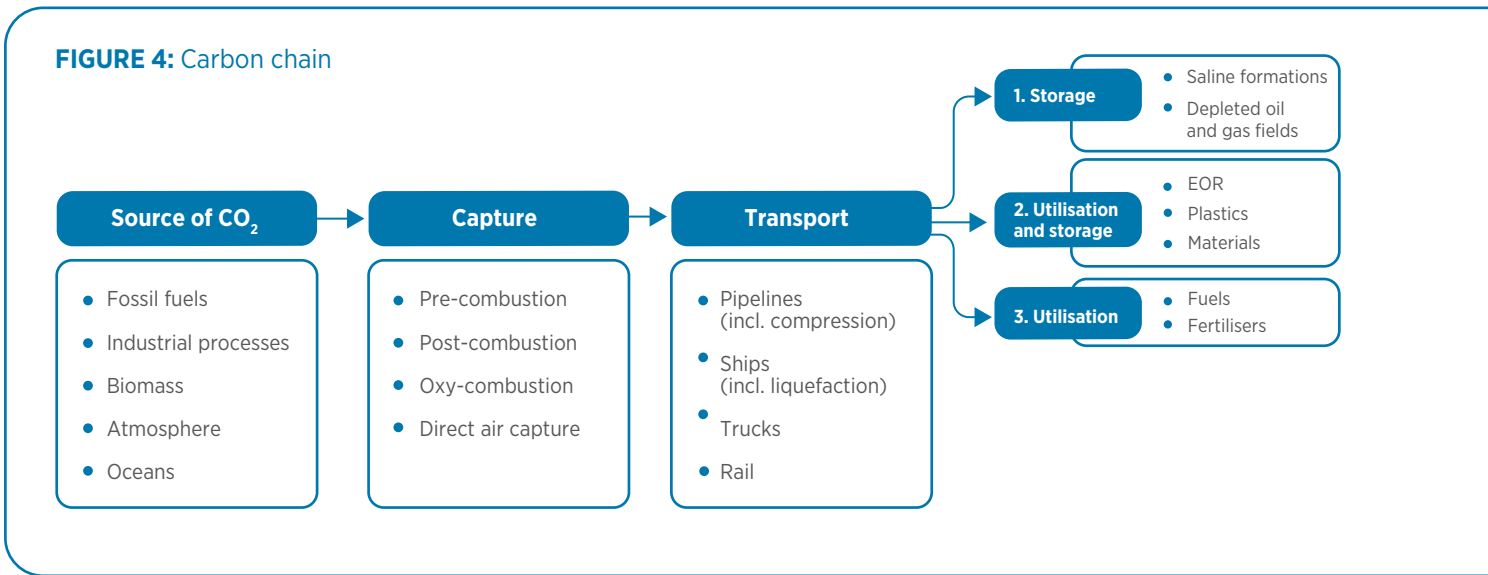 FIGURE 4: Carbon chain
Source of CO₂
Fossil fuels
Industrial processes
Biomass
Atmosphere
Oceans
Capture
Pre-combustion
Post-combustion
Oxy-combustion
Direct air capture
Transport
Pipelines
(incl. compression)
Ships
(incl. liquefaction)
Trucks
Rail
1. Storage
Saline formations
Depleted oil
and gas fields
2. Utilisation
and storage
EOR
Plastics
Materials
3. Utilisation
Fuels
Fertilisers